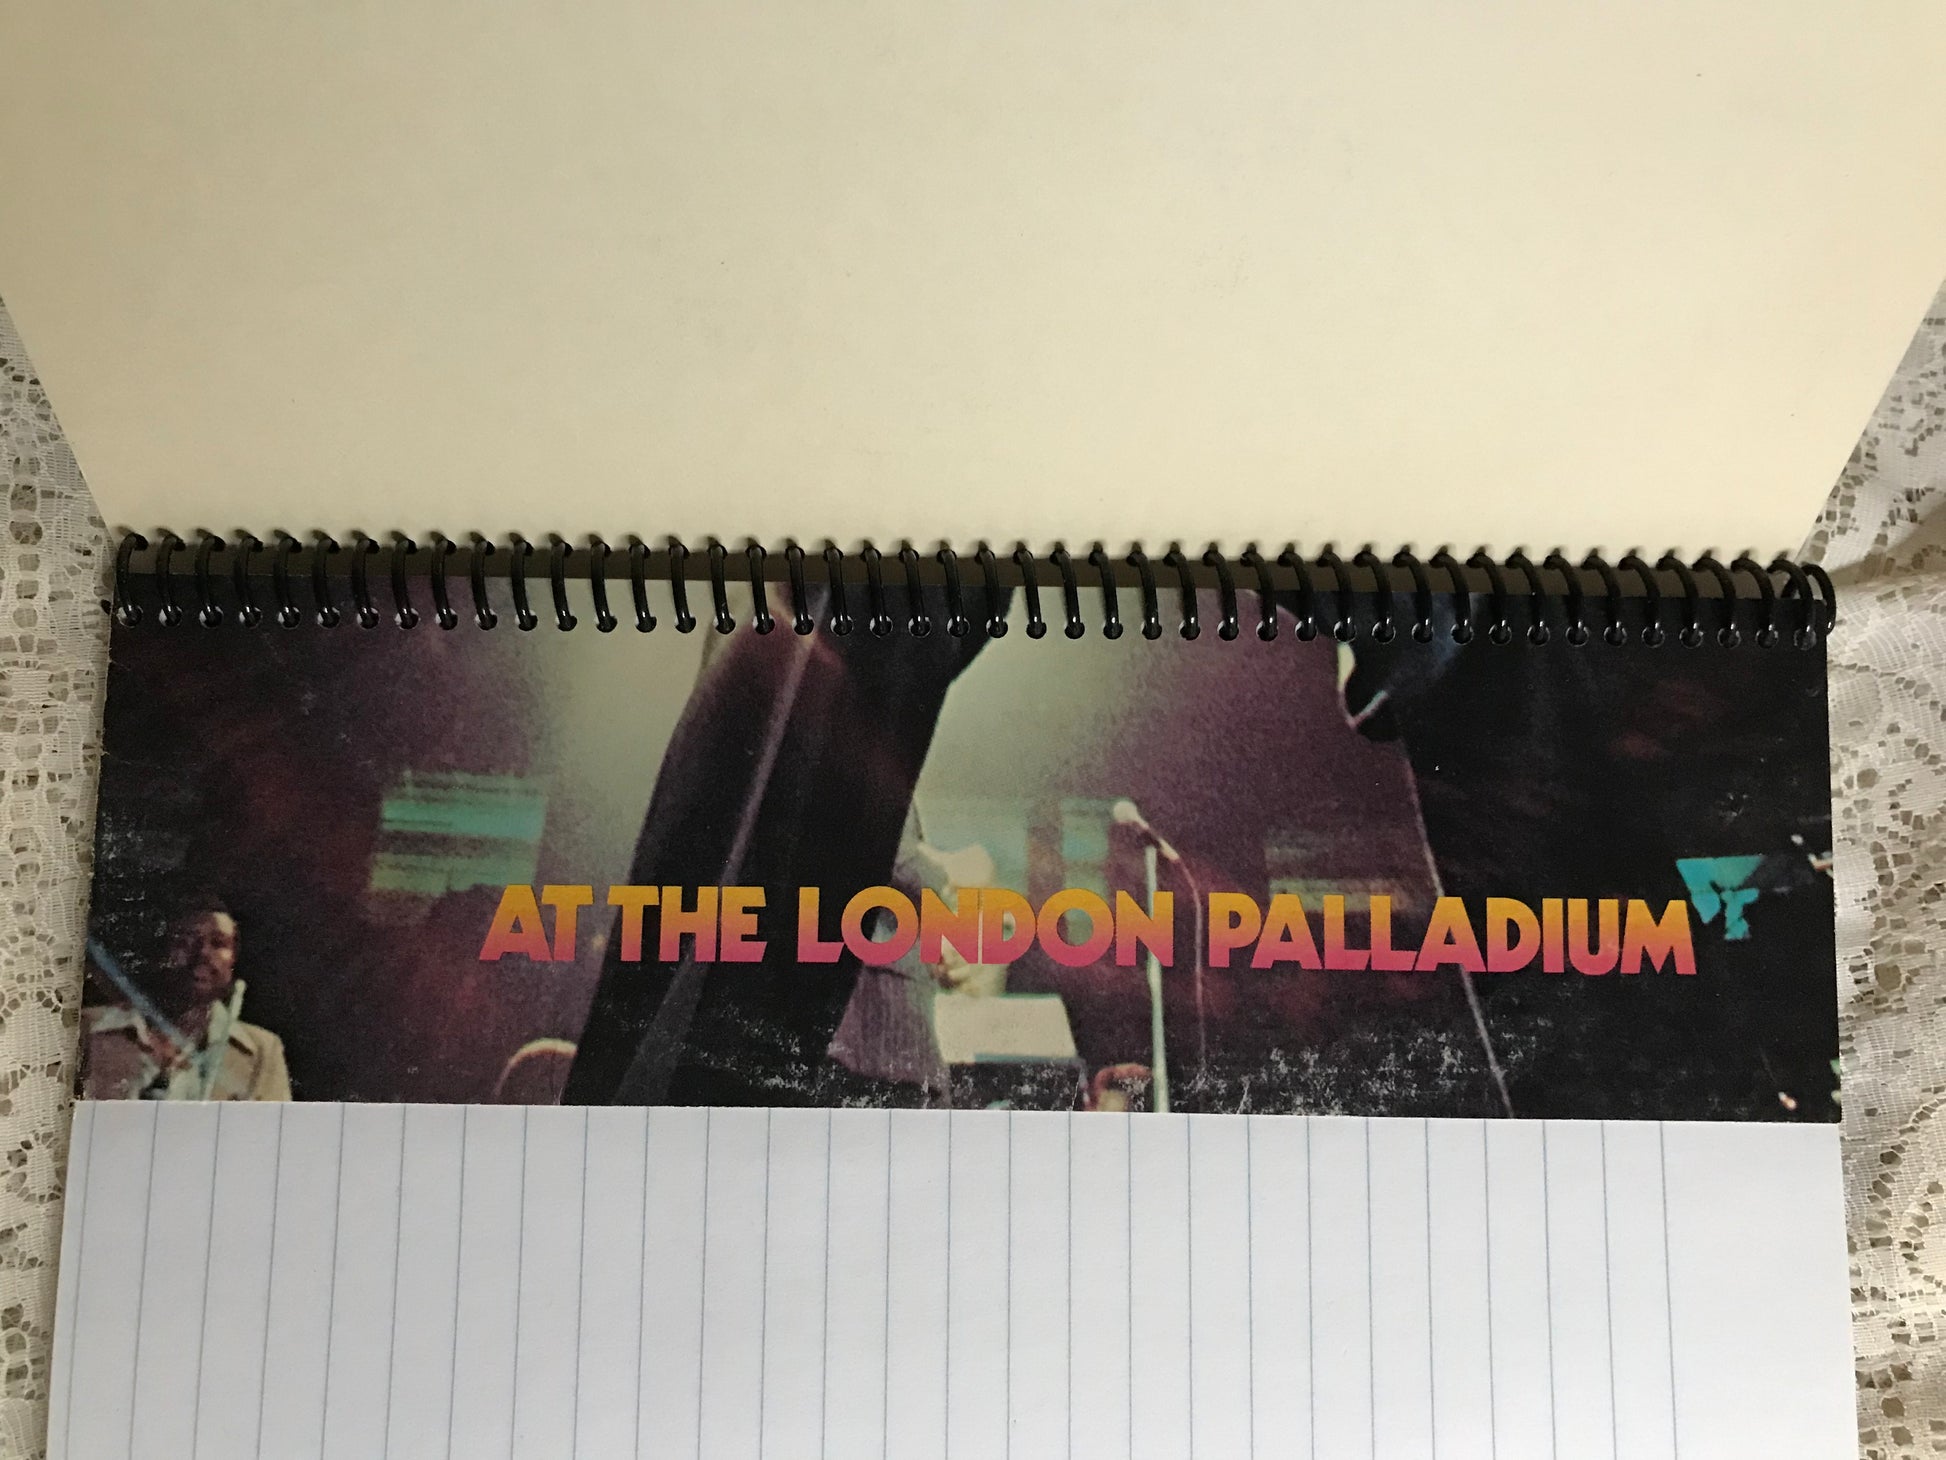 AT THE LONDON PALLADIUM